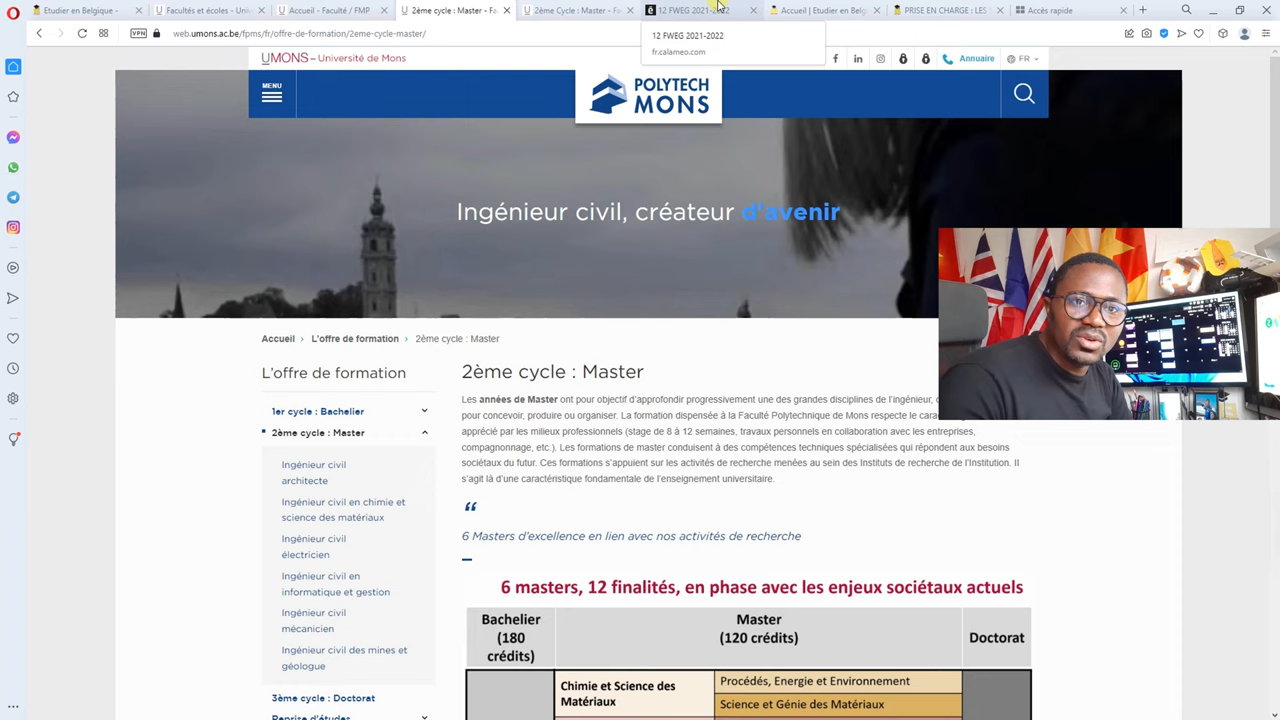 Etudier en Belgique -
Facultés et écoles - Univ
Accueil - Faculté / FMP
2ème cycle : Master - Fa
2ème Cycle : Master - F
12 FWEG 2021-2022
Accueil | Etudier en Belg
PRISE EN CHARGE : LES
Accès rapide
VPN
web.umons.ac.be/fpms/fr/offre-de-formation/2eme-cycle-master/
12 FWEG 2021-2022
fr.calameo.com
UMONS – Université de Mons
Annuaire
FR
MENU
POLYTECH
MONS
Ingénieur civil, créateur d'avenir
Accueil > L'offre de formation > 2ème cycle : Master
L'offre de formation
1er cycle : Bachelier
2ème cycle : Master
Ingénieur civil
architecte
Ingénieur civil en chimie et
science des matériaux
Ingénieur civil
électricien
Ingénieur civil en
informatique et gestion
Ingénieur civil
mécanicien
Ingénieur civil des mines et
géologue
3ème cycle : Doctorat
Reprise d'études
2ème cycle : Master
Les années de Master ont pour objectif d'approfondir progressivement une des grandes disciplines de l'ingénieur,
pour concevoir, produire ou organiser. La formation dispensée à la Faculté Polytechnique de Mons respecte le
apprécié par les milieux professionnels (stage de 8 à 12 semaines, travaux personnels en collaboration avec les entreprises,
compagnonnage, etc.). Les formations de master conduisent à des compétences techniques spécialisées qui répondent aux besoins
sociétaux du futur. Ces formations s'appuient sur les activités de recherche menées au sein des Instituts de recherche de l'Institution. Il
s'agit là d'une caractéristique fondamentale de l'enseignement universitaire.
“
6 Masters d'excellence en lien avec nos activités de recherche
6 masters, 12 finalités, en phase avec les enjeux sociétaux actuels
Bachelier
(180
crédits)
Master
(120 crédits)
Doctorat
Chimie et Science des
Matériaux
Procédés, Energie et Environnement
Science et Génie des Matériaux